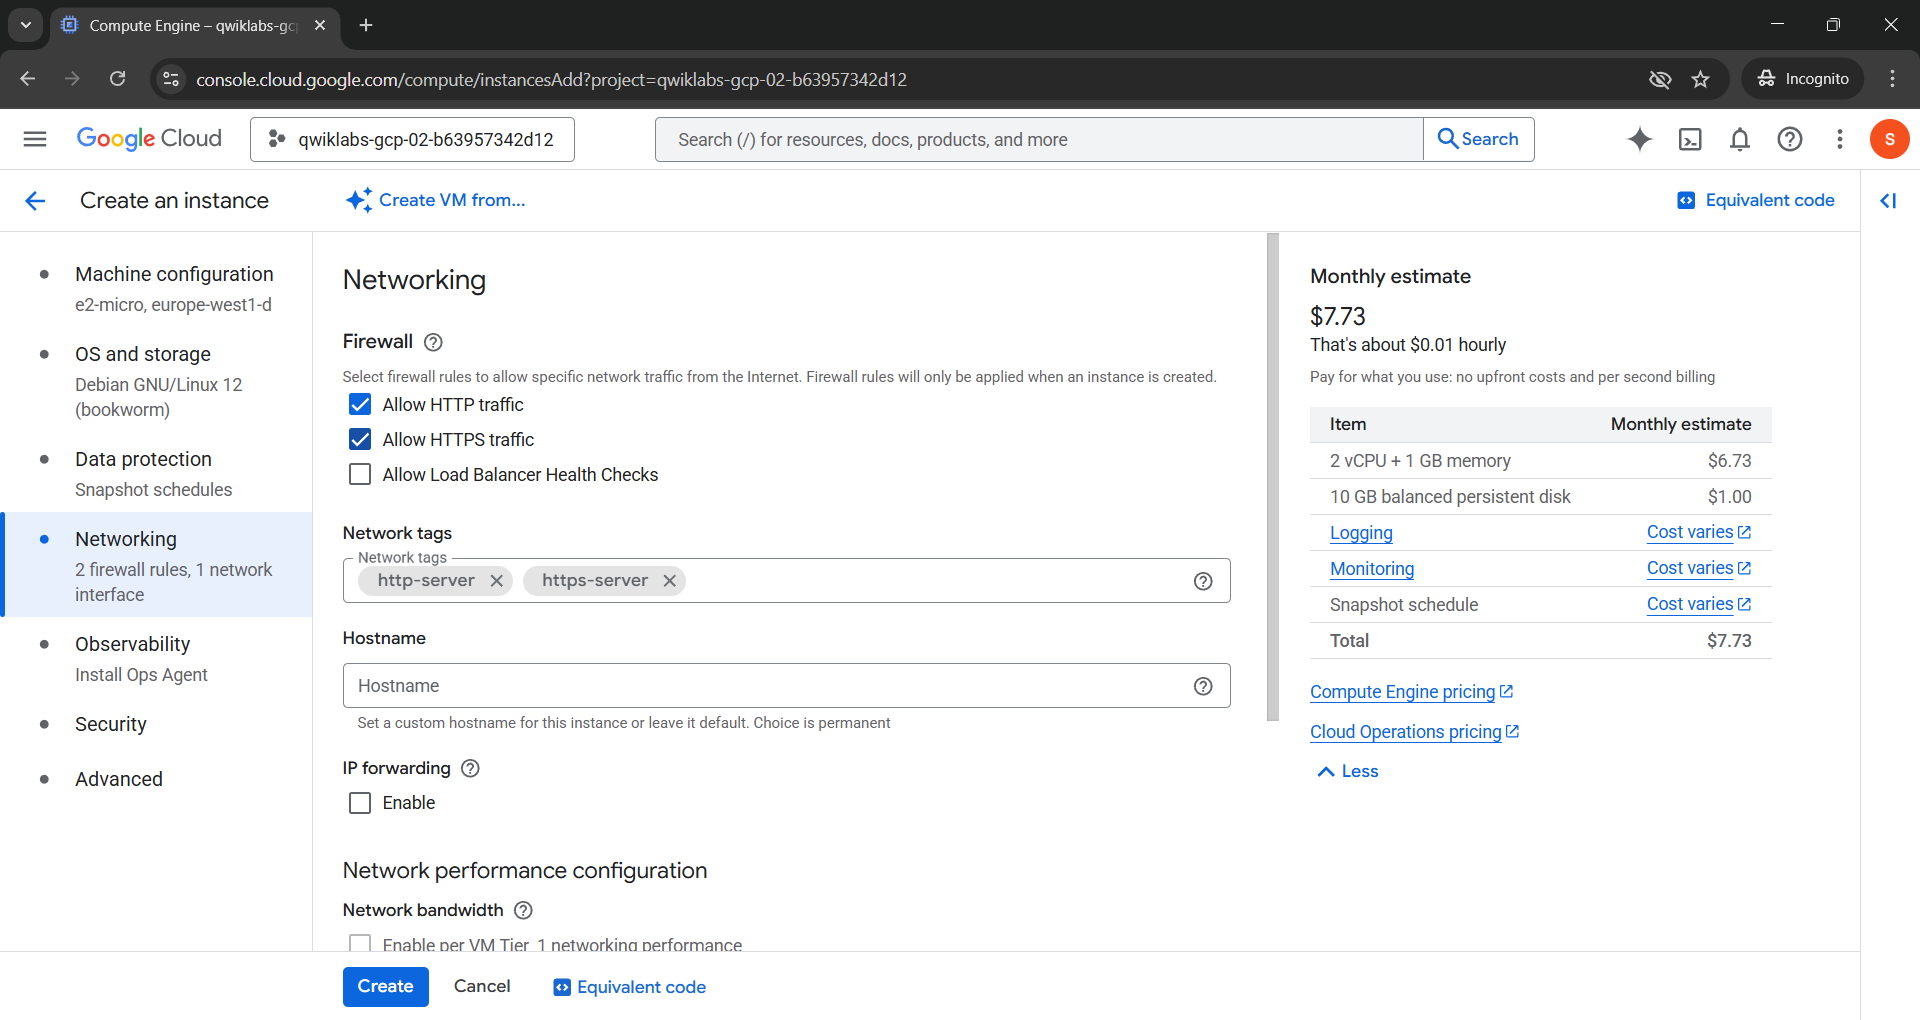 Compute Engine – qwiklabs-gcp
console.cloud.google.com/compute/instancesAdd?project=qwiklabs-gcp-02-b63957342d12
Incognito
Google Cloud
qwiklabs-gcp-02-b63957342d12
Search (/) for resources, docs, products, and more
Search
S
Create an instance
Create VM from...
Equivalent code
Machine configuration
e2-micro, europe-west1-d
OS and storage
Debian GNU/Linux 12
(bookworm)
Data protection
Snapshot schedules
Networking
2 firewall rules, 1 network
interface
Observability
Install Ops Agent
Security
Advanced
Networking
Firewall
Select firewall rules to allow specific network traffic from the Internet. Firewall rules will only be applied when an instance is created.
Allow HTTP traffic
Allow HTTPS traffic
Allow Load Balancer Health Checks
Network tags
Network tags
http-server
https-server
Hostname
Hostname
Set a custom hostname for this instance or leave it default. Choice is permanent
IP forwarding
Enable
Network performance configuration
Network bandwidth
Enable per VM Tier_1 networking performance
Create
Cancel
Equivalent code
Monthly estimate
$7.73
That's about $0.01 hourly
Pay for what you use: no upfront costs and per second billing
Item Monthly estimate
2 vCPU + 1 GB memory $6.73
10 GB balanced persistent disk $1.00
Logging Cost varies
Monitoring Cost varies
Snapshot schedule Cost varies
Total $7.73
Compute Engine pricing
Cloud Operations pricing
Less